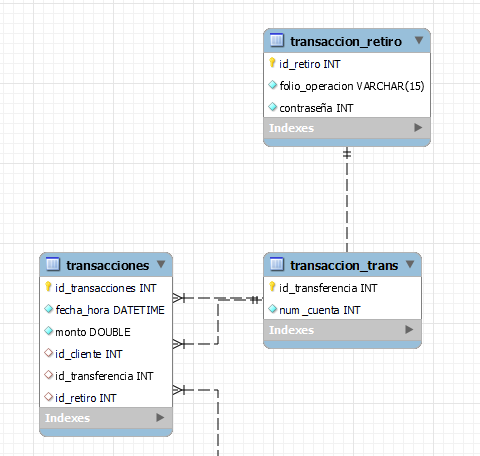 transaccion_retiro
id_retiro INT
folio_operacion VARCHAR(15)
contraseña INT
Indexes
transacciones
id_transacciones INT
fecha_hora DATETIME
monto DOUBLE
id_cliente INT
id_transferencia INT
id_retiro INT
Indexes
transaccion_trans
id_transferencia INT
num_cuenta INT
Indexes